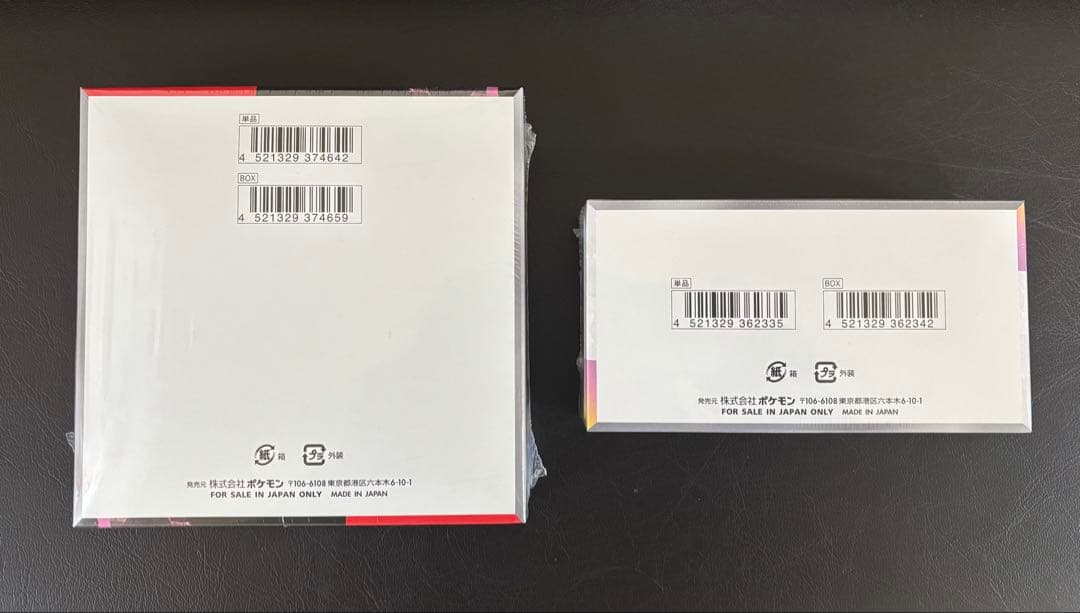 単品
4 521329 374642
BOX
4 521329 374659
紙 箱 プラ 外装
発売元 株式会社ポケモン 〒106-6108 東京都港区六本木6-10-1
FOR SALE IN JAPAN ONLY MADE IN JAPAN
単品 BOX
4 521329 362335 4 521329 362342
紙 箱 プラ 外装
発売元 株式会社ポケモン 〒106-6108 東京都港区六本木6-10-1
FOR SALE IN JAPAN ONLY MADE IN JAPAN